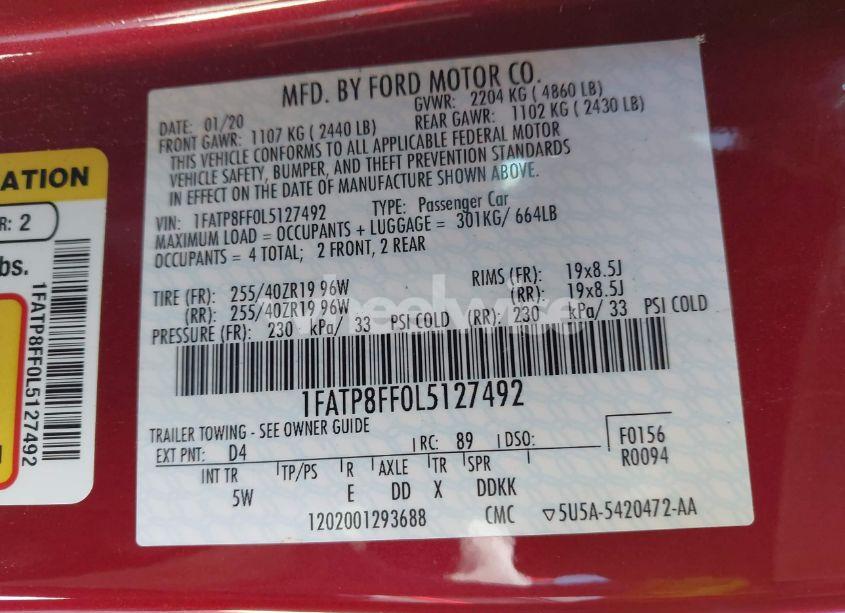 MFD. BY FORD MOTOR CO.
DATE: 01/20
GVWR: 2204 KG ( 4860 LB)
FRONT GAWR: 1107 KG ( 2440 LB)
REAR GAWR: 1102 KG ( 2430 LB)
THIS VEHICLE CONFORMS TO ALL APPLICABLE FEDERAL MOTOR
VEHICLE SAFETY, BUMPER, AND THEFT PREVENTION STANDARDS
IN EFFECT ON THE DATE OF MANUFACTURE SHOWN ABOVE.
VIN: 1FATP8FF0L5127492 TYPE: Passenger Car
MAXIMUM LOAD = OCCUPANTS + LUGGAGE = 301KG/ 664LB
OCCUPANTS = 4 TOTAL; 2 FRONT, 2 REAR
TIRE (FR): 255/40ZR19 96W RIMS (FR): 19x8.5J
(RR): 255/40ZR19 96W (RR): 19x8.5J
PRESSURE (FR): 230 kPa/ 33 PSI COLD (RR): 230 kPa/ 33 PSI COLD
1FATP8FF0L5127492
TRAILER TOWING - SEE OWNER GUIDE
EXT PNT: D4 RC: 89 DSO: F0156
R0094
INT TR TP/PS R AXLE TR SPR
5W E DD X DDKK
1202001293688 CMC ▽5U5A-5420472-AA
ATION
R: 2
bs.
1FATP8FF0L5127492
wheelwise